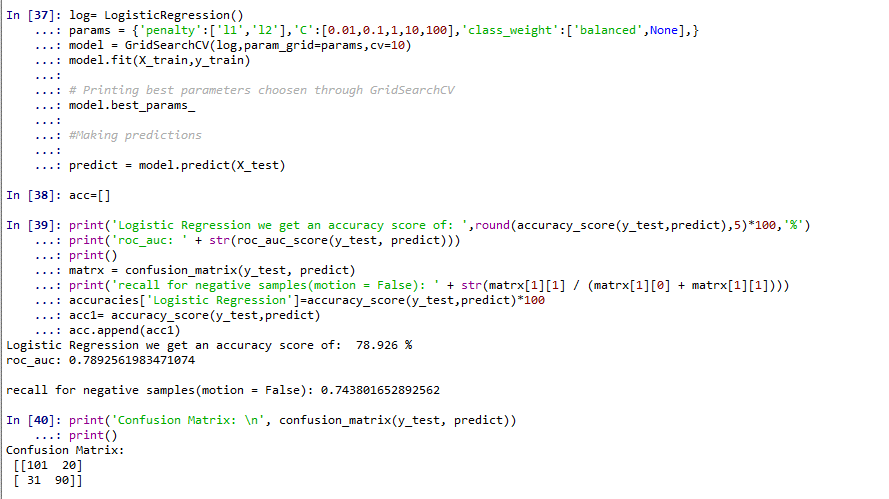 In [37]: log= LogisticRegression()
...: params = {'penalty':['l1','l2'],'C':[0.01,0.1,1,10,100],'class_weight':['balanced',None],}
...: model = GridSearchCV(log,param_grid=params,cv=10)
...: model.fit(X_train,y_train)
...:
...: # Printing best parameters choosen through GridSearchCV
...: model.best_params_
...:
...: #Making predictions
...:
...: predict = model.predict(X_test)
In [38]: acc=[]
In [39]: print('Logistic Regression we get an accuracy score of: ',round(accuracy_score(y_test,predict),5)*100,'%')
...: print('roc_auc: ' + str(roc_auc_score(y_test, predict)))
...: print()
...: matrx = confusion_matrix(y_test, predict)
...: print('recall for negative samples(motion = False): ' + str(matrx[1][1] / (matrx[1][0] + matrx[1][1])))
...: accuracies['Logistic Regression']=accuracy_score(y_test,predict)*100
...: acc1= accuracy_score(y_test,predict)
...: acc.append(acc1)
Logistic Regression we get an accuracy score of:  78.926 %
roc_auc: 0.7892561983471074
recall for negative samples(motion = False): 0.743801652892562
In [40]: print('Confusion Matrix: \n', confusion_matrix(y_test, predict))
...: print()
Confusion Matrix:
[[101  20]
[ 31  90]]